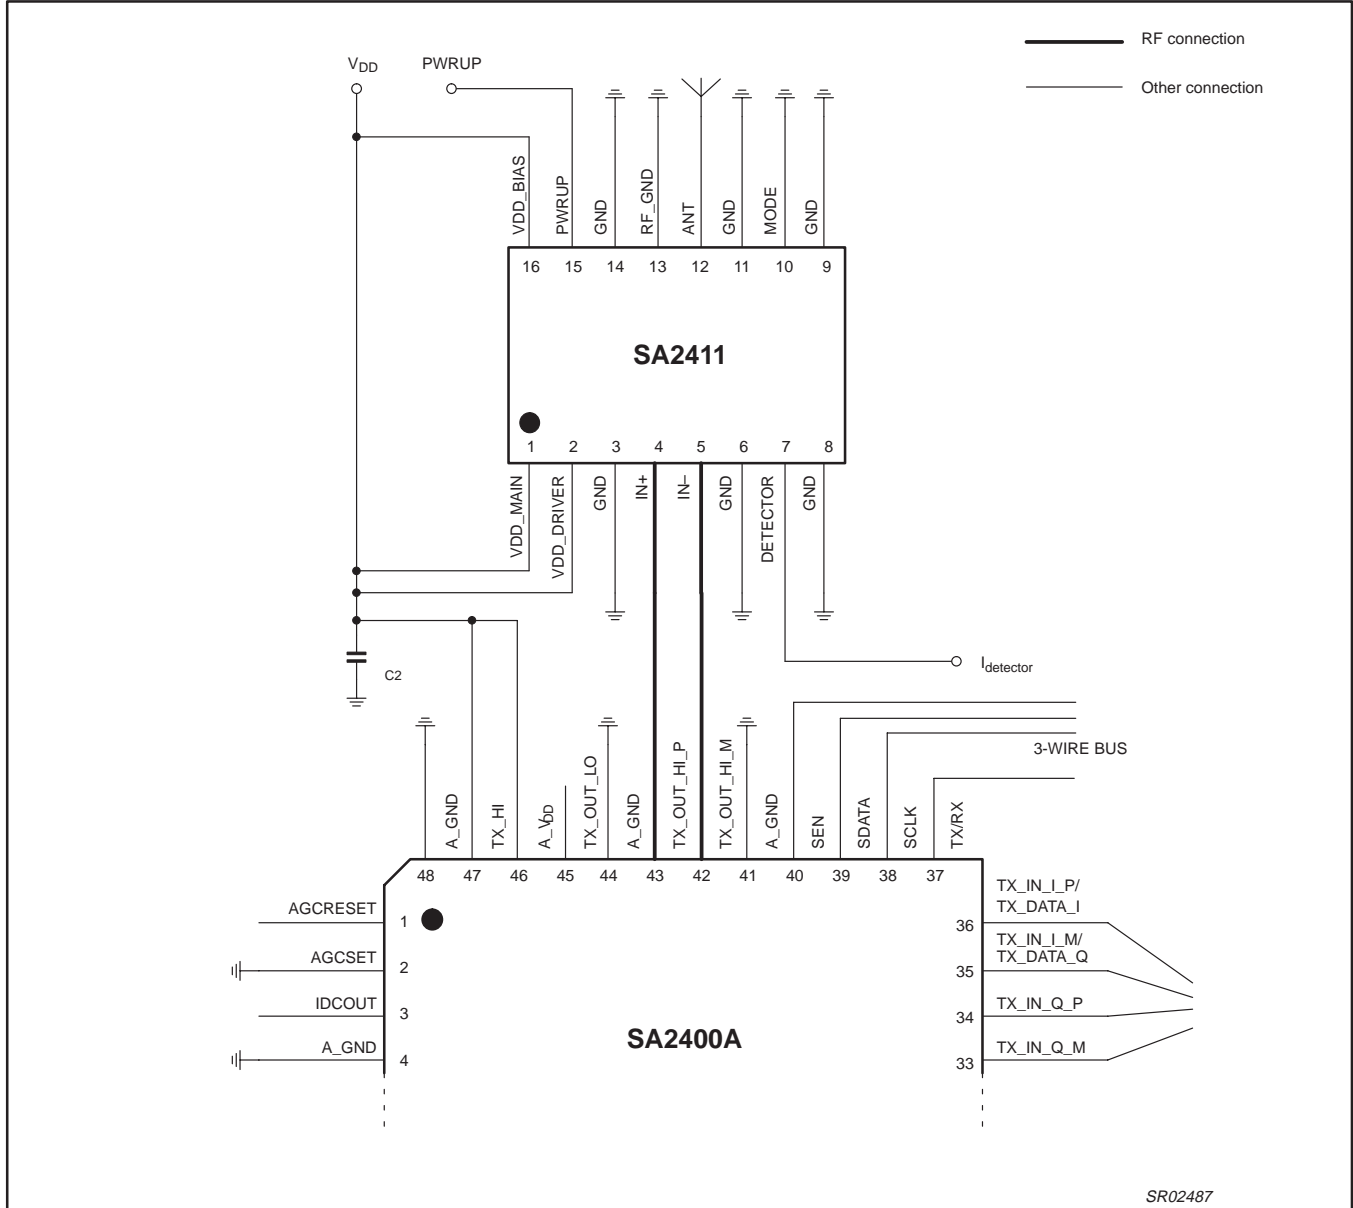 RF connection
Other connection
VDD
PWRUP
VDD_BIAS
PWRUP
GND
RF_GND
ANT
GND
MODE
GND
16 15 14 13 12 11 10 9
SA2411
1 2 3 4 5 6 7 8
VDD_MAIN
VDD_DRIVER
GND
IN+
IN–
GND
DETECTOR
GND
C2
Idetector
3-WIRE BUS
A_GND
TX_HI
A_VDD
TX_OUT_LO
A_GND
TX_OUT_HI_P
TX_OUT_HI_M
A_GND
SEN
SDATA
SCLK
TX/RX
48 47 46 45 44 43 42 41 40 39 38 37
AGCRESET
1
AGCSET
2
IDCOUT
3
A_GND
4
SA2400A
TX_IN_I_P/
TX_DATA_I
36
TX_IN_I_M/
TX_DATA_Q
35
TX_IN_Q_P
34
TX_IN_Q_M
33
SR02487